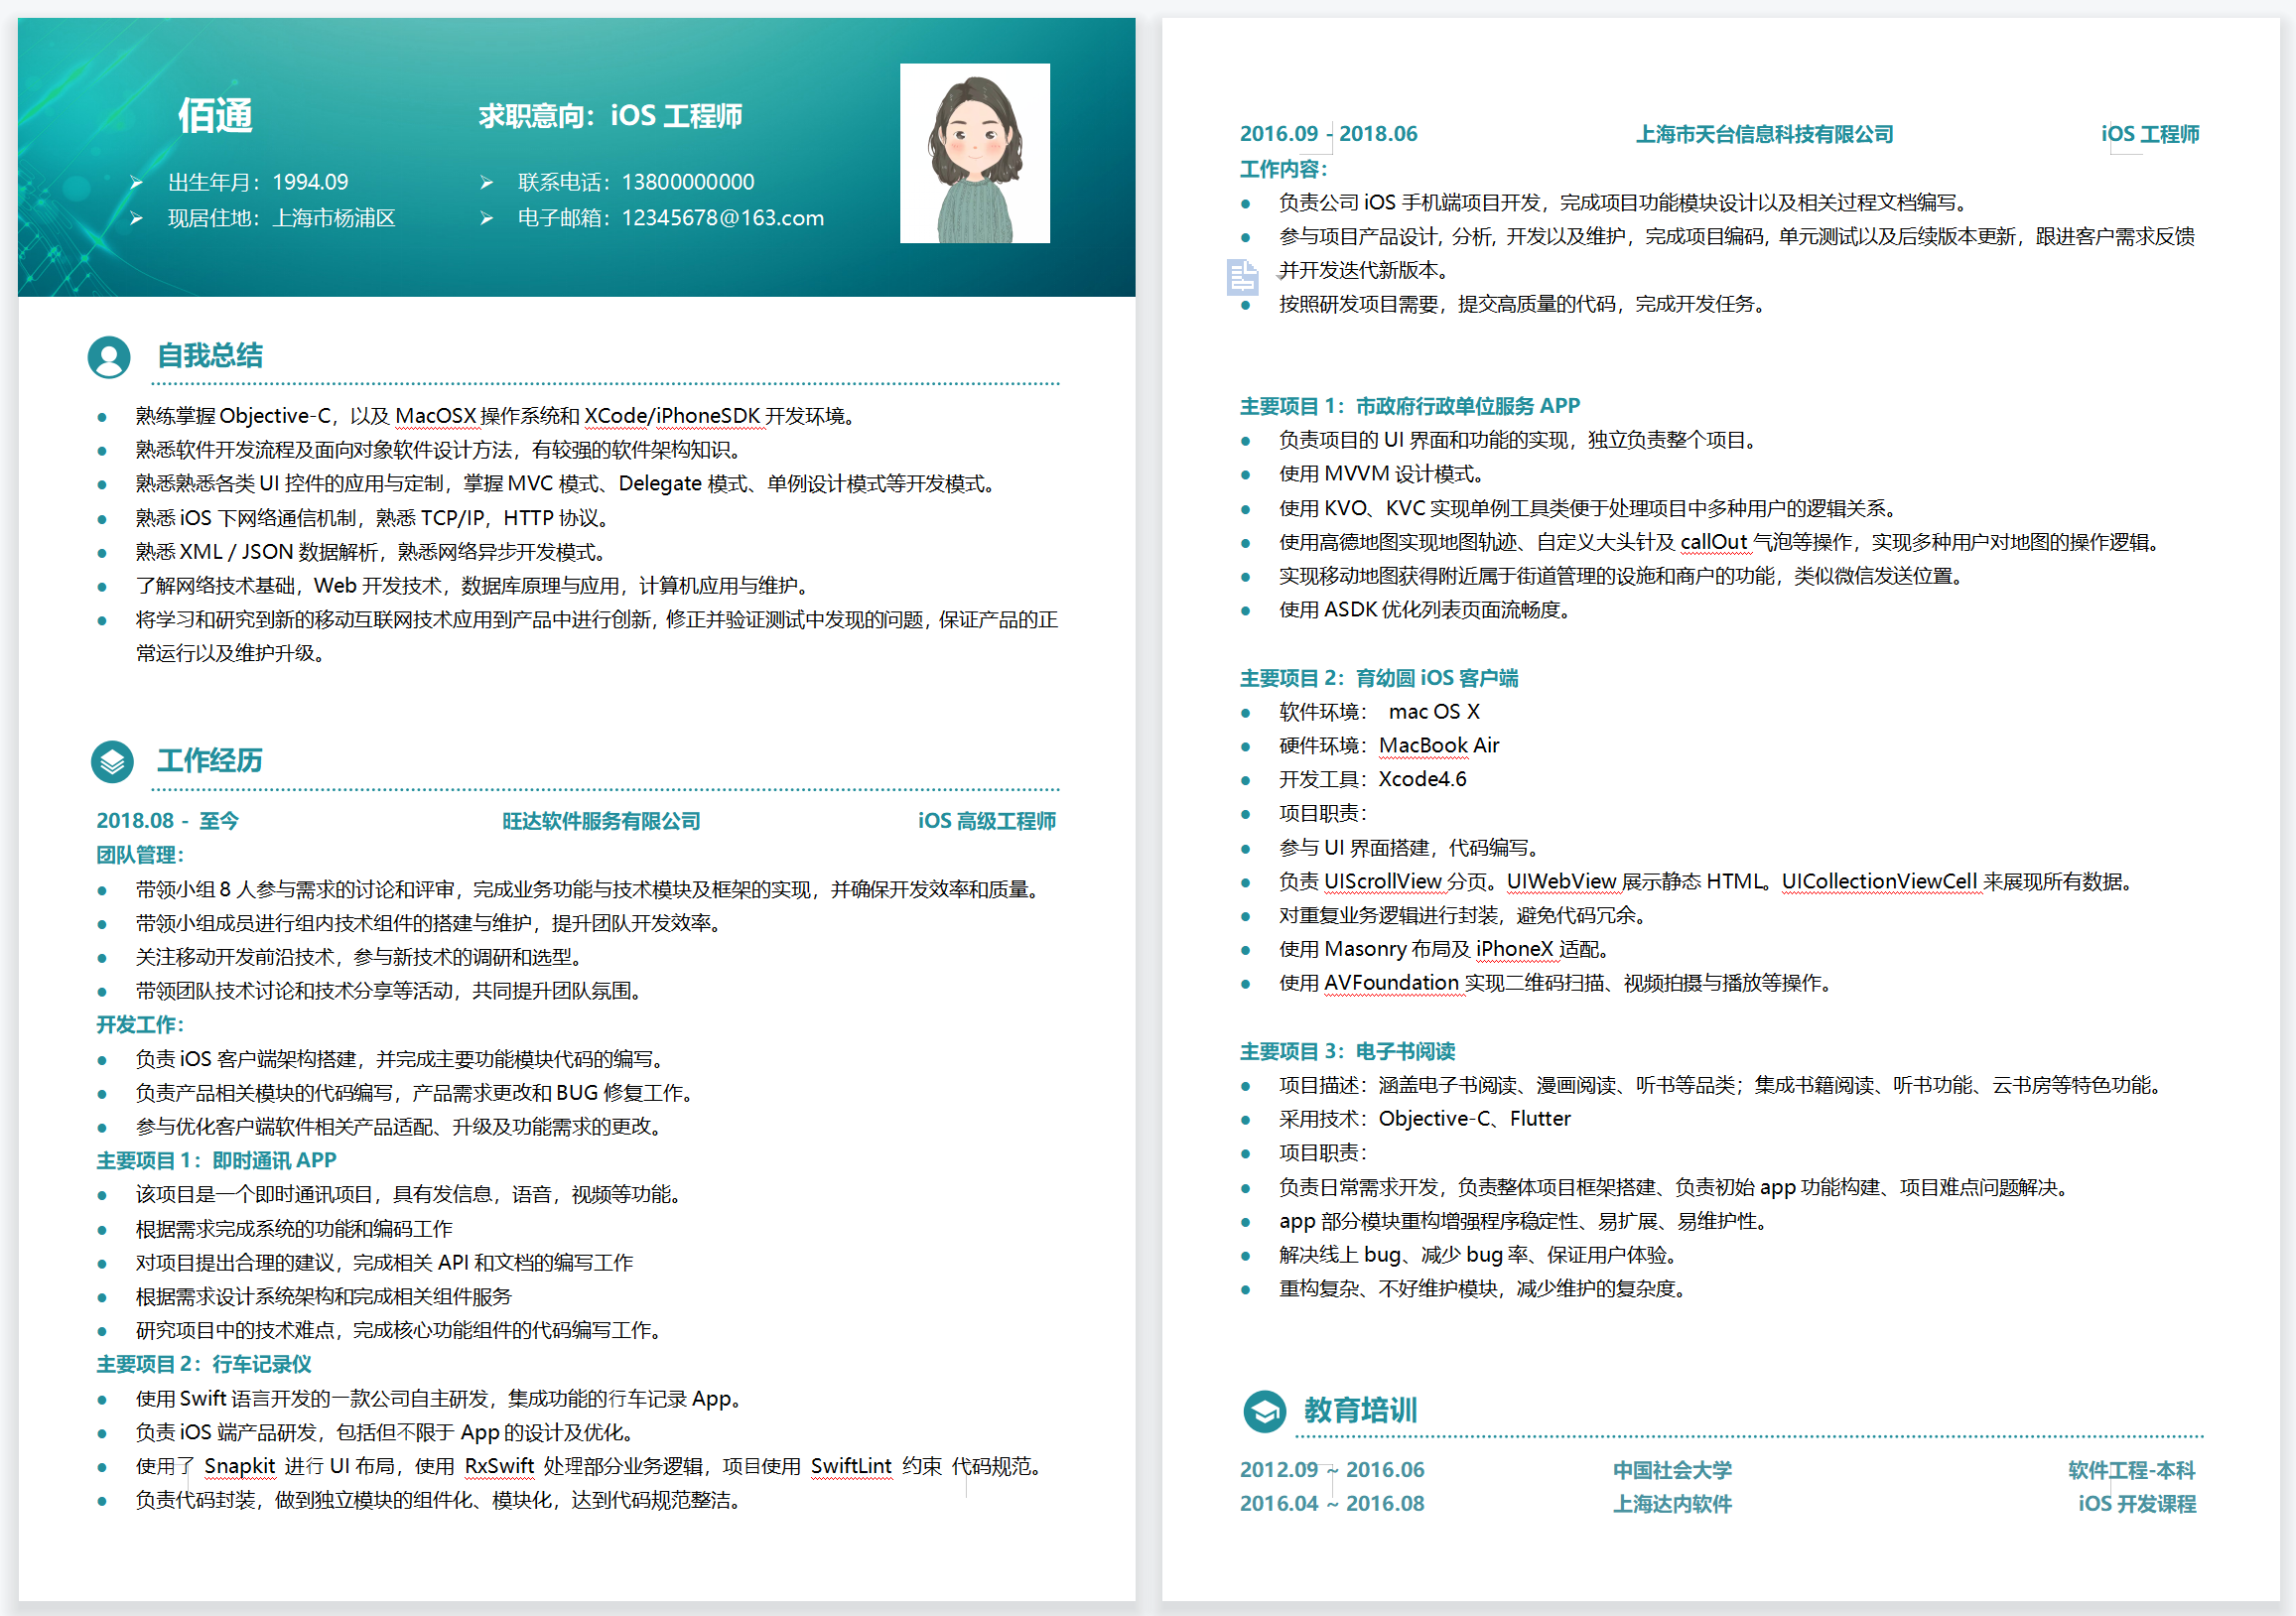 佰通
求职意向：iOS 工程师
出生年月：1994.09
联系电话：13800000000
现居住地：上海市杨浦区
电子邮箱：12345678@163.com
自我总结
熟练掌握 Objective-C，以及 MacOSX 操作系统和 XCode/iPhoneSDK 开发环境。
熟悉软件开发流程及面向对象软件设计方法，有较强的软件架构知识。
熟悉熟悉各类 UI 控件的应用与定制，掌握 MVC 模式、Delegate 模式、单例设计模式等开发模式。
熟悉 iOS 下网络通信机制，熟悉 TCP/IP，HTTP 协议。
熟悉 XML / JSON 数据解析，熟悉网络异步开发模式。
了解网络技术基础，Web 开发技术，数据库原理与应用，计算机应用与维护。
将学习和研究到新的移动互联网技术应用到产品中进行创新，修正并验证测试中发现的问题，保证产品的正
常运行以及维护升级。
工作经历
2018.08 - 至今 旺达软件服务有限公司 iOS 高级工程师
团队管理：
带领小组 8 人参与需求的讨论和评审，完成业务功能与技术模块及框架的实现，并确保开发效率和质量。
带领小组成员进行组内技术组件的搭建与维护，提升团队开发效率。
关注移动开发前沿技术，参与新技术的调研和选型。
带领团队技术讨论和技术分享等活动，共同提升团队氛围。
开发工作：
负责 iOS 客户端架构搭建，并完成主要功能模块代码的编写。
负责产品相关模块的代码编写，产品需求更改和 BUG 修复工作。
参与优化客户端软件相关产品适配、升级及功能需求的更改。
主要项目 1：即时通讯 APP
该项目是一个即时通讯项目，具有发信息，语音，视频等功能。
根据需求完成系统的功能和编码工作
对项目提出合理的建议，完成相关 API 和文档的编写工作
根据需求设计系统架构和完成相关组件服务
研究项目中的技术难点，完成核心功能组件的代码编写工作。
主要项目 2：行车记录仪
使用 Swift 语言开发的一款公司自主研发，集成功能的行车记录 App。
负责 iOS 端产品研发，包括但不限于 App 的设计及优化。
使用了 Snapkit 进行 UI 布局，使用 RxSwift 处理部分业务逻辑，项目使用 SwiftLint 约束 代码规范。
负责代码封装，做到独立模块的组件化、模块化，达到代码规范整洁。
2016.09 - 2018.06 上海市天台信息科技有限公司 iOS 工程师
工作内容：
负责公司 iOS 手机端项目开发，完成项目功能模块设计以及相关过程文档编写。
参与项目产品设计, 分析, 开发以及维护，完成项目编码, 单元测试以及后续版本更新，跟进客户需求反馈
并开发迭代新版本。
按照研发项目需要，提交高质量的代码，完成开发任务。
主要项目 1：市政府行政单位服务 APP
负责项目的 UI 界面和功能的实现，独立负责整个项目。
使用 MVVM 设计模式。
使用 KVO、KVC 实现单例工具类便于处理项目中多种用户的逻辑关系。
使用高德地图实现地图轨迹、自定义大头针及 callOut 气泡等操作，实现多种用户对地图的操作逻辑。
实现移动地图获得附近属于街道管理的设施和商户的功能，类似微信发送位置。
使用 ASDK 优化列表页面流畅度。
主要项目 2：育幼圆 iOS 客户端
软件环境： mac OS X
硬件环境：MacBook Air
开发工具：Xcode4.6
项目职责：
参与 UI 界面搭建，代码编写。
负责 UIScrollView 分页。UIWebView 展示静态 HTML。UICollectionViewCell 来展现所有数据。
对重复业务逻辑进行封装，避免代码冗余。
使用 Masonry 布局及 iPhoneX 适配。
使用 AVFoundation 实现二维码扫描、视频拍摄与播放等操作。
主要项目 3：电子书阅读
项目描述：涵盖电子书阅读、漫画阅读、听书等品类；集成书籍阅读、听书功能、云书房等特色功能。
采用技术：Objective-C、Flutter
项目职责：
负责日常需求开发，负责整体项目框架搭建、负责初始 app 功能构建、项目难点问题解决。
app 部分模块重构增强程序稳定性、易扩展、易维护性。
解决线上 bug、减少 bug 率、保证用户体验。
重构复杂、不好维护模块，减少维护的复杂度。
教育培训
2012.09 ~ 2016.06 中国社会大学 软件工程-本科
2016.04 ~ 2016.08 上海达内软件 iOS 开发课程